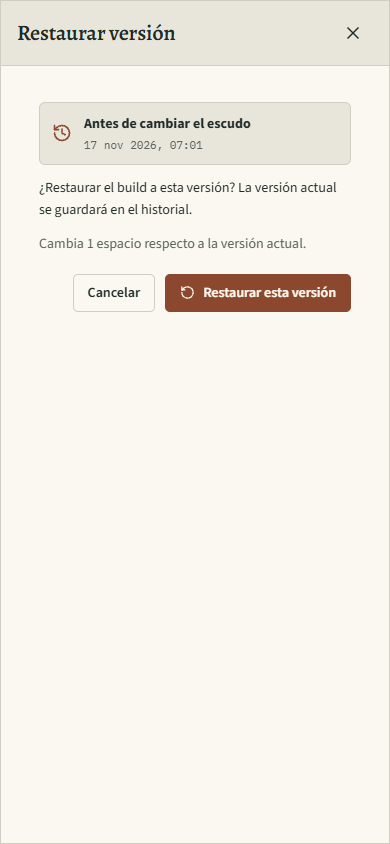 Restaurar versión
Antes de cambiar el escudo
17 nov 2026, 07:01
¿Restaurar el build a esta versión? La versión actual
se guardará en el historial.
Cambia 1 espacio respecto a la versión actual.
Cancelar
Restaurar esta versión